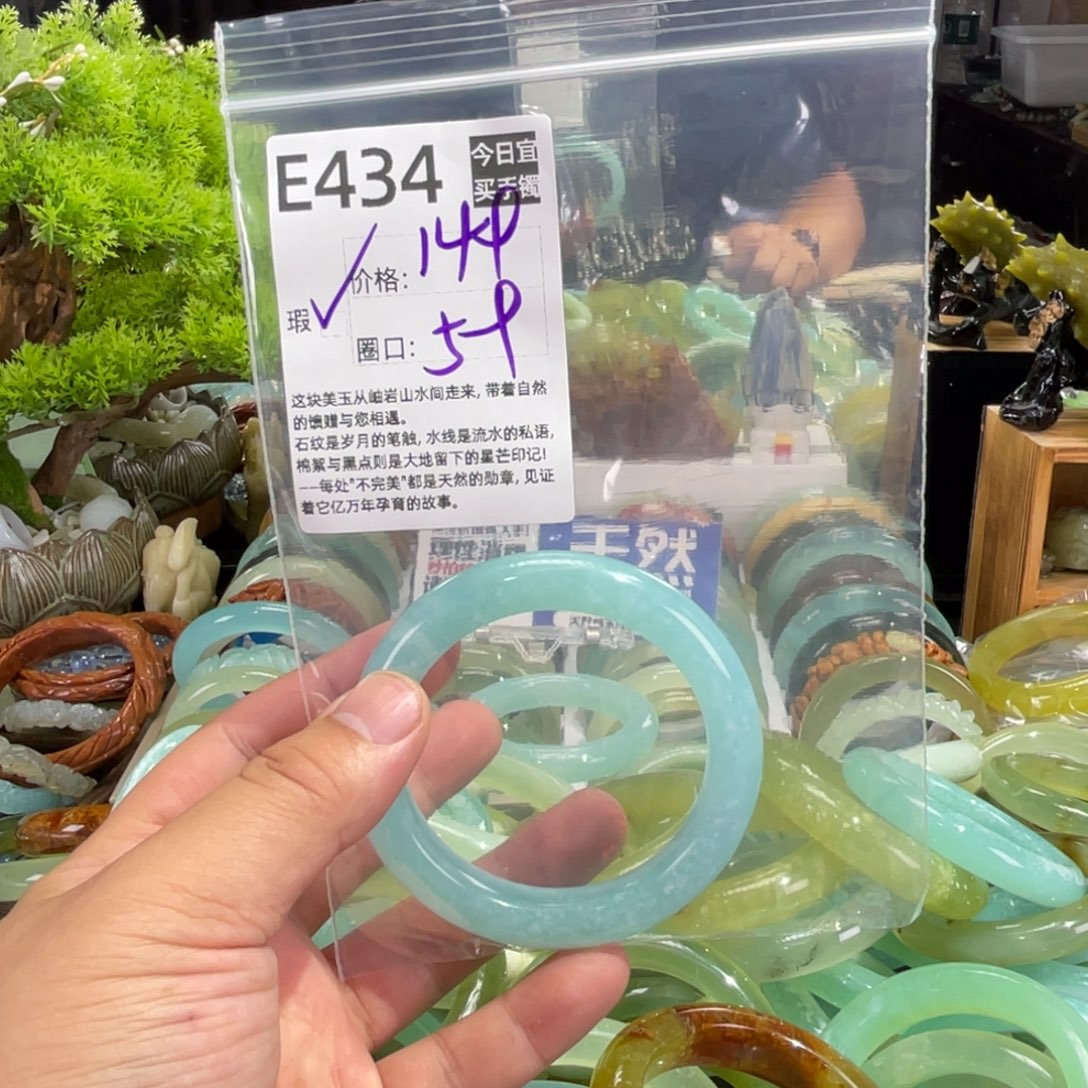 E434
今日宜
买手镯
价格: 149
瑕✓
圈口: 59
这块美玉从岫岩山水间走来, 带着自然
的馈赠与您相遇。
石纹是岁月的笔触, 水线是流水的私语,
棉絮与黑点则是大地留下的星芒印记!
——每处"不完美"都是天然的勋章, 见证
着它亿万年孕育的故事。
天然